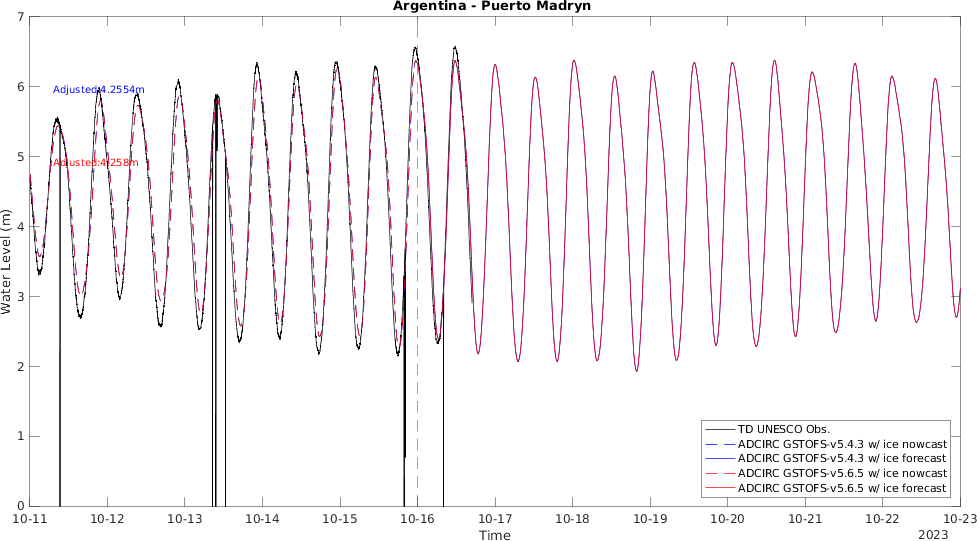 Argentina - Puerto Madryn
7
6
5
4
3
2
1
0
Water Level (m)
Adjusted:4.2554m
Adjusted:4.258m
TD UNESCO Obs.
ADCIRC GSTOFS-v5.4.3 w/ ice nowcast
ADCIRC GSTOFS-v5.4.3 w/ ice forecast
ADCIRC GSTOFS-v5.6.5 w/ ice nowcast
ADCIRC GSTOFS-v5.6.5 w/ ice forecast
10-11 10-12 10-13 10-14 10-15 10-16 10-17 10-18 10-19 10-20 10-21 10-22 10-23
Time
2023